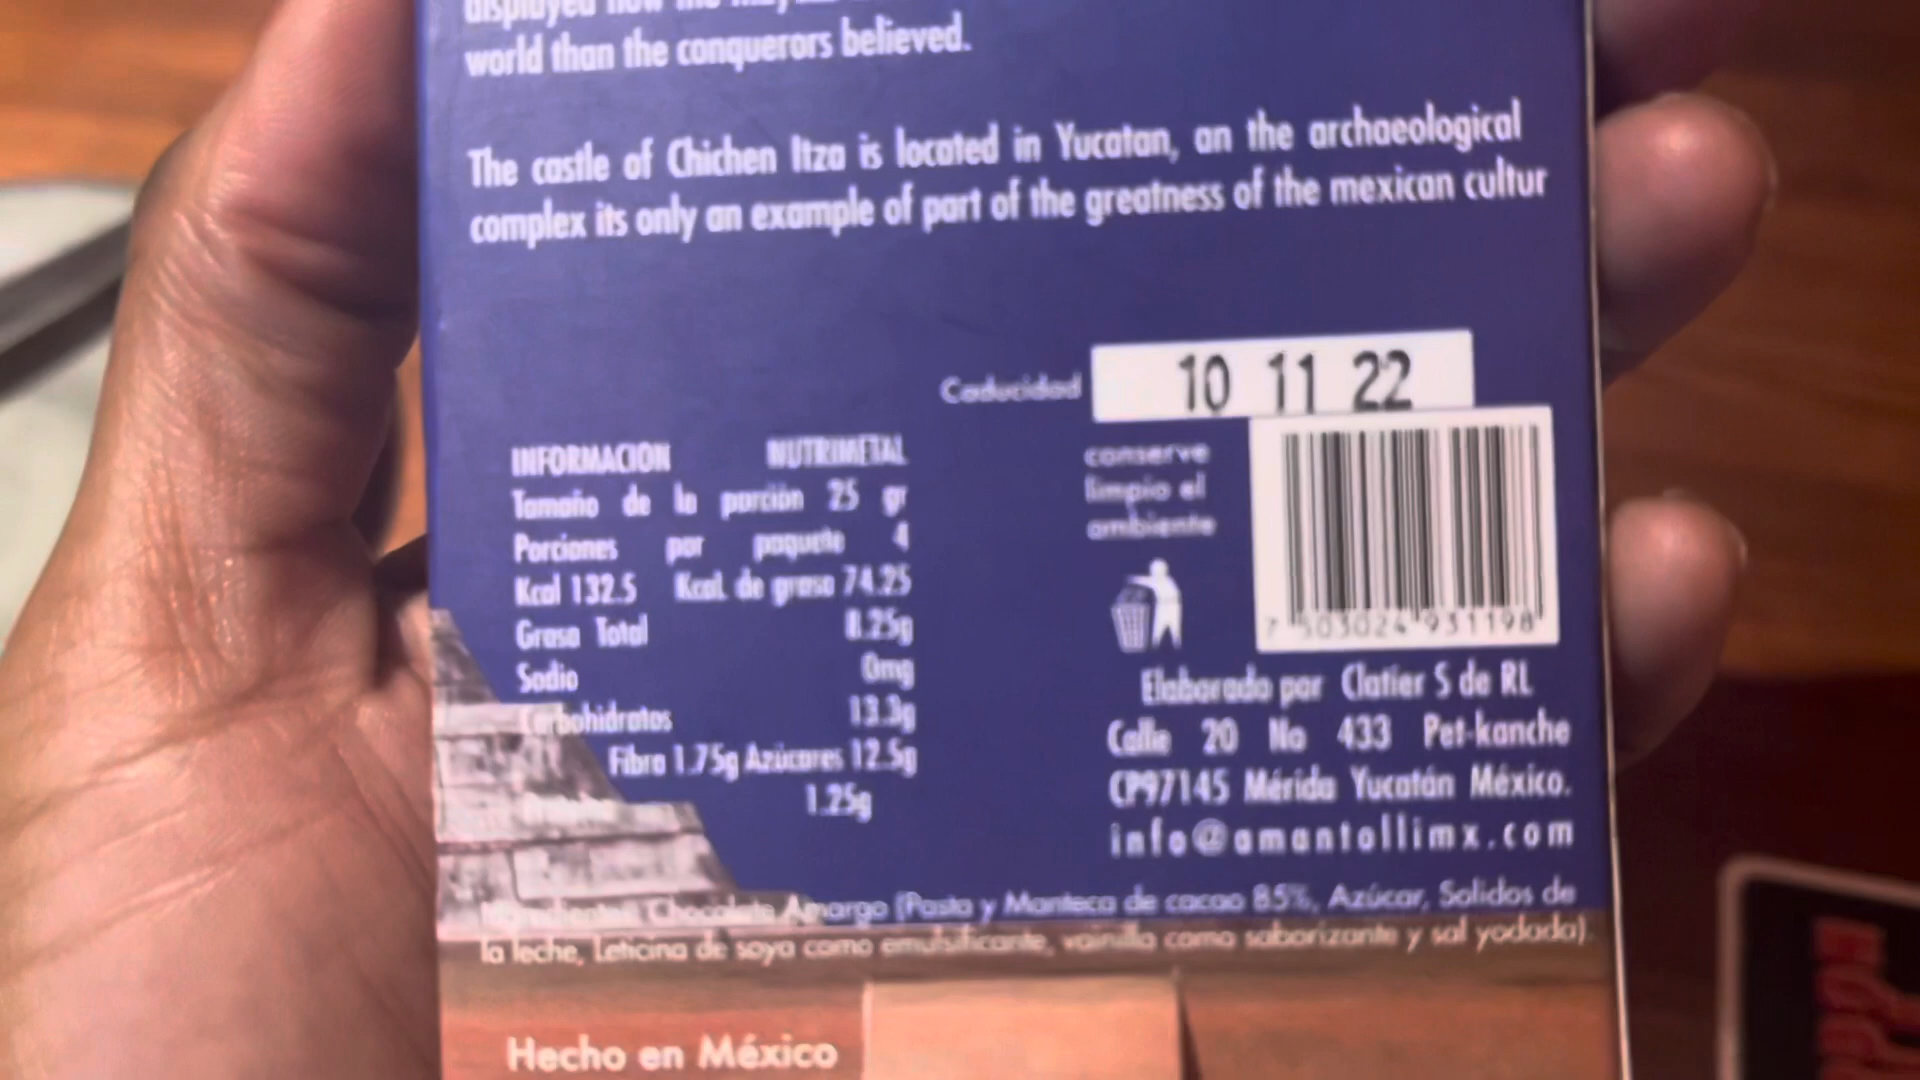 displayed how the
world than the conquerors believed.
The castle of Chichen Itza is located in Yucatan, an the archaeological
complex its only an example of part of the greatness of the mexican cultur
Caducidad 10 11 22
INFORMACION NUTRIMETAL
Tamaño de la porción 25 gr
Porciones por paquete 4
Kcal 132.5 Kcal. de grasa 74.25
Grasa Total 8.25g
Sodio 0mg
Carbohidratos 13.3g
Fibra 1.75g Azúcares 12.5g
1.25g
conserve
limpio el
ambiente
7 503024 931198
Elaborado por Clatier S de RL
Calle 20 No 433 Pet-kanche
CP97145 Mérida Yucatán México.
info@amantollimx.com
Chocolate Amargo (Pasta y Manteca de cacao 85%, Azúcar, Solidos de
la leche, Leticina de soya como emulsificante, vainilla como saborizante y sal yodada).
Hecho en México